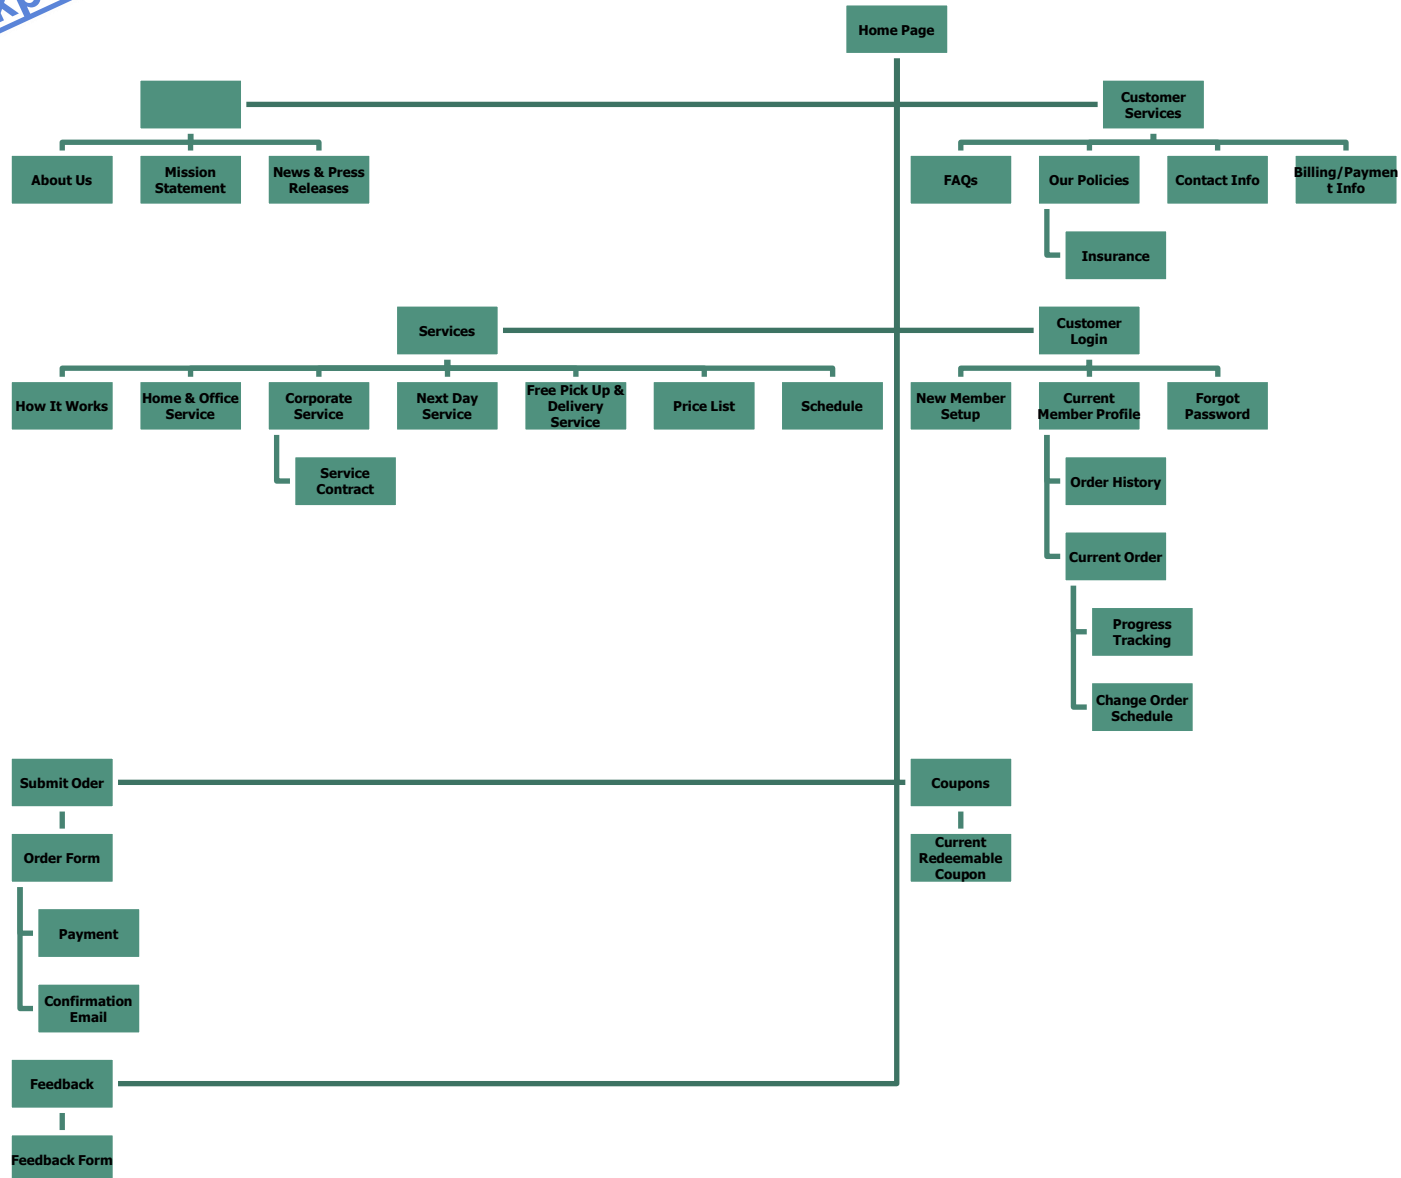 Home Page
Customer
Services
About Us
Mission
Statement
News & Press
Releases
FAQs
Our Policies
Contact Info
Billing/Paymen
t Info
Insurance
Services
Customer
Login
How It Works
Home & Office
Service
Corporate
Service
Next Day
Service
Free Pick Up &
Delivery
Service
Price List
Schedule
New Member
Setup
Current
Member Profile
Forgot
Password
Service
Contract
Order History
Current Order
Progress
Tracking
Change Order
Schedule
Submit Oder
Coupons
Order Form
Current
Redeemable
Coupon
Payment
Confirmation
Email
Feedback
Feedback Form